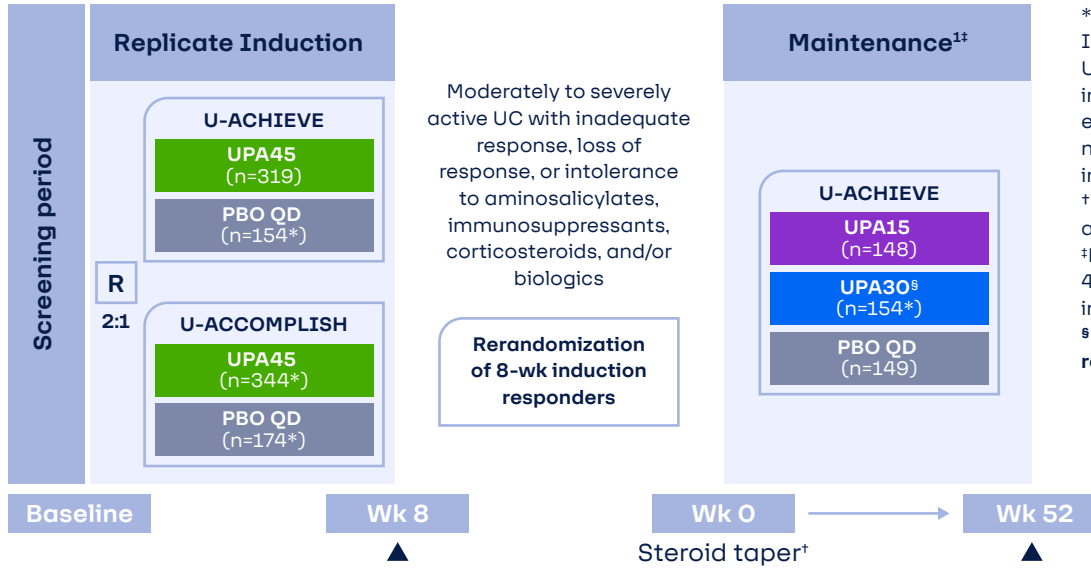 Screening period
Replicate Induction
U-ACHIEVE
UPA45
(n=319)
PBO QD
(n=154*)
R
2:1
U-ACCOMPLISH
UPA45
(n=344*)
PBO QD
(n=174*)
Moderately to severely
active UC with inadequate
response, loss of
response, or intolerance
to aminosalicylates,
immunosuppressants,
corticosteroids, and/or
biologics
Rerandomization
of 8-wk induction
responders
Maintenance¹‡
U-ACHIEVE
UPA15
(n=148)
UPA30§
(n=154*)
PBO QD
(n=149)
Baseline
Wk 8
Wk 0
Wk 52
Steroid taper†
*
†
‡
4
§